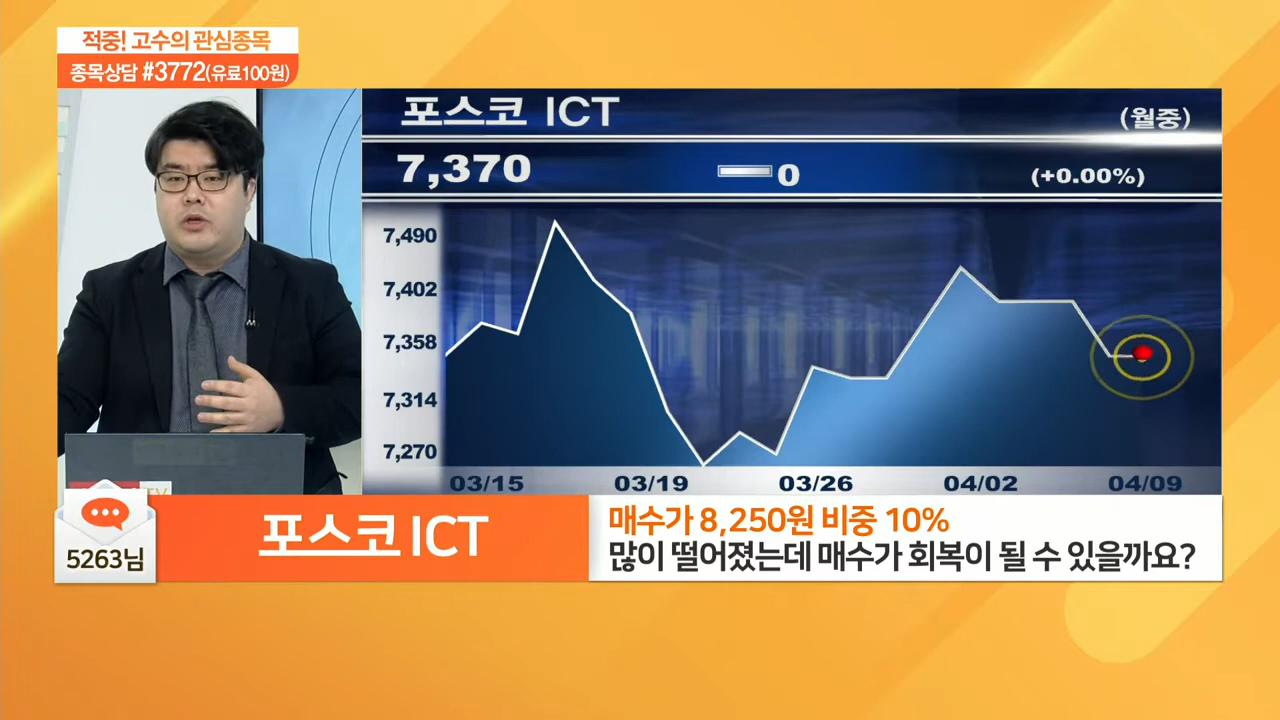 적중! 고수의 관심종목
종목상담 #3772(유료100원)
포스코 ICT
(월중)
7,370
0
(+0.00%)
7,490
7,402
7,358
7,314
7,270
03/15 03/19 03/26 04/02 04/09
TV
5263님
포스코 ICT
매수가 8,250원 비중 10%
많이 떨어졌는데 매수가 회복이 될 수 있을까요?